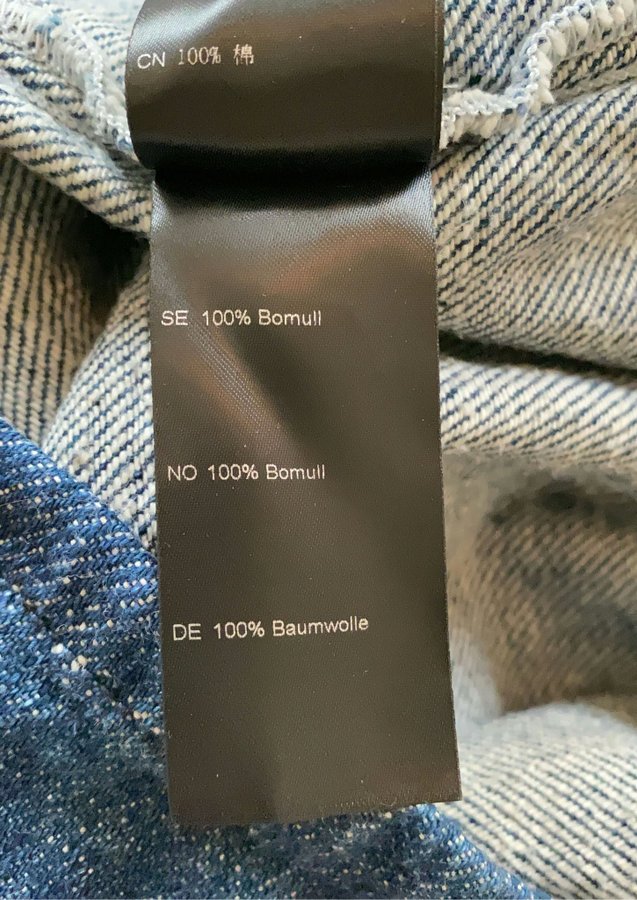 CN 100% 棉
SE 100% Bomull
NO 100% Bomull
DE 100% Baumwolle